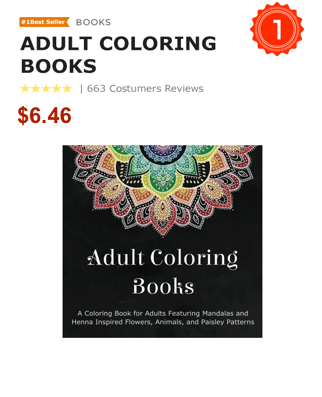 #1Best Seller BOOKS
1
ADULT COLORING
BOOKS
| 663 Costumers Reviews
$6.46
Adult Coloring
Books
A Coloring Book for Adults Featuring Mandalas and
Henna Inspired Flowers, Animals, and Paisley Patterns